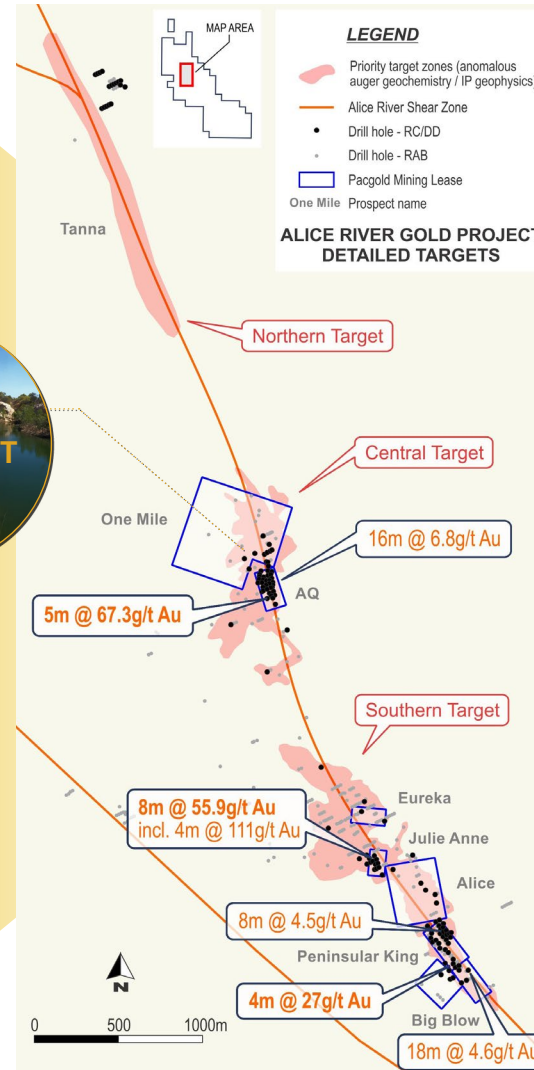 MAP AREA
LEGEND
Priority target zones (anomalous
auger geochemistry / IP geophysics)
Alice River Shear Zone
Drill hole - RC/DD
Drill hole - RAB
Pacgold Mining Lease
One Mile Prospect name
ALICE RIVER GOLD PROJECT
DETAILED TARGETS
Tanna
Northern Target
T
Central Target
One Mile
16m @ 6.8g/t Au
AQ
5m @ 67.3g/t Au
Southern Target
Eureka
8m @ 55.9g/t Au
incl. 4m @ 111g/t Au
Julie Anne
Alice
8m @ 4.5g/t Au
Peninsular King
4m @ 27g/t Au
Big Blow
18m @ 4.6g/t Au
N
0 500 1000m